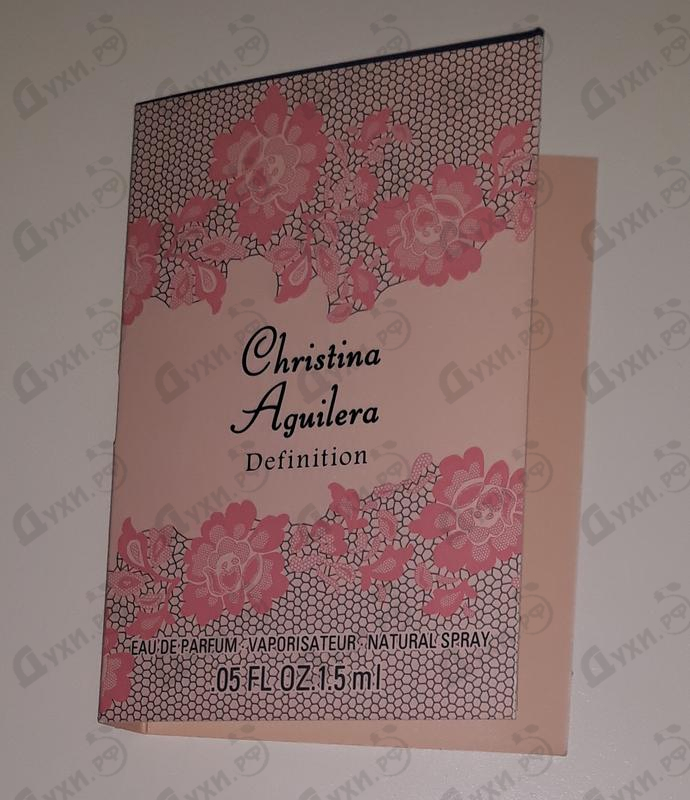 Christina
Aguilera
Definition
EAU DE PARFUM · VAPORISATEUR · NATURAL SPRAY
.05 FL OZ.1.5 ml
Духи.рф